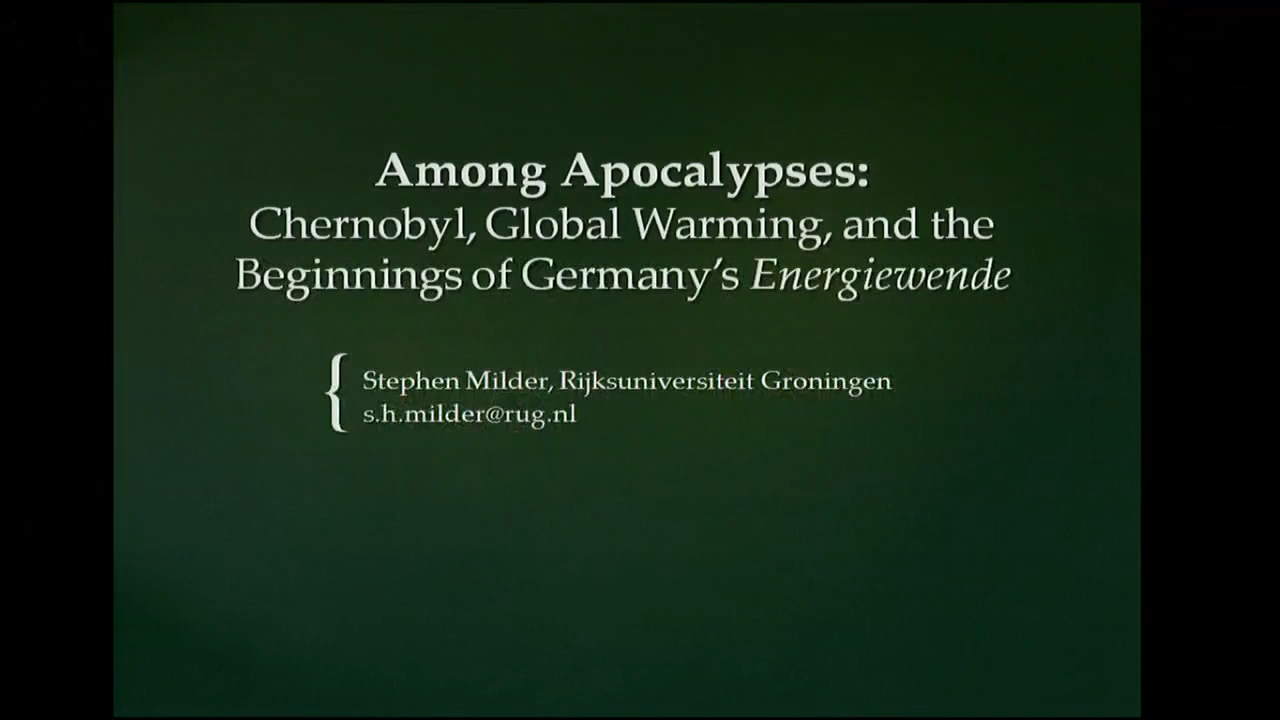 Among Apocalypses:
Chernobyl, Global Warming, and the
Beginnings of Germany's Energiewende
{ Stephen Milder, Rijksuniversiteit Groningen
s.h.milder@rug.nl